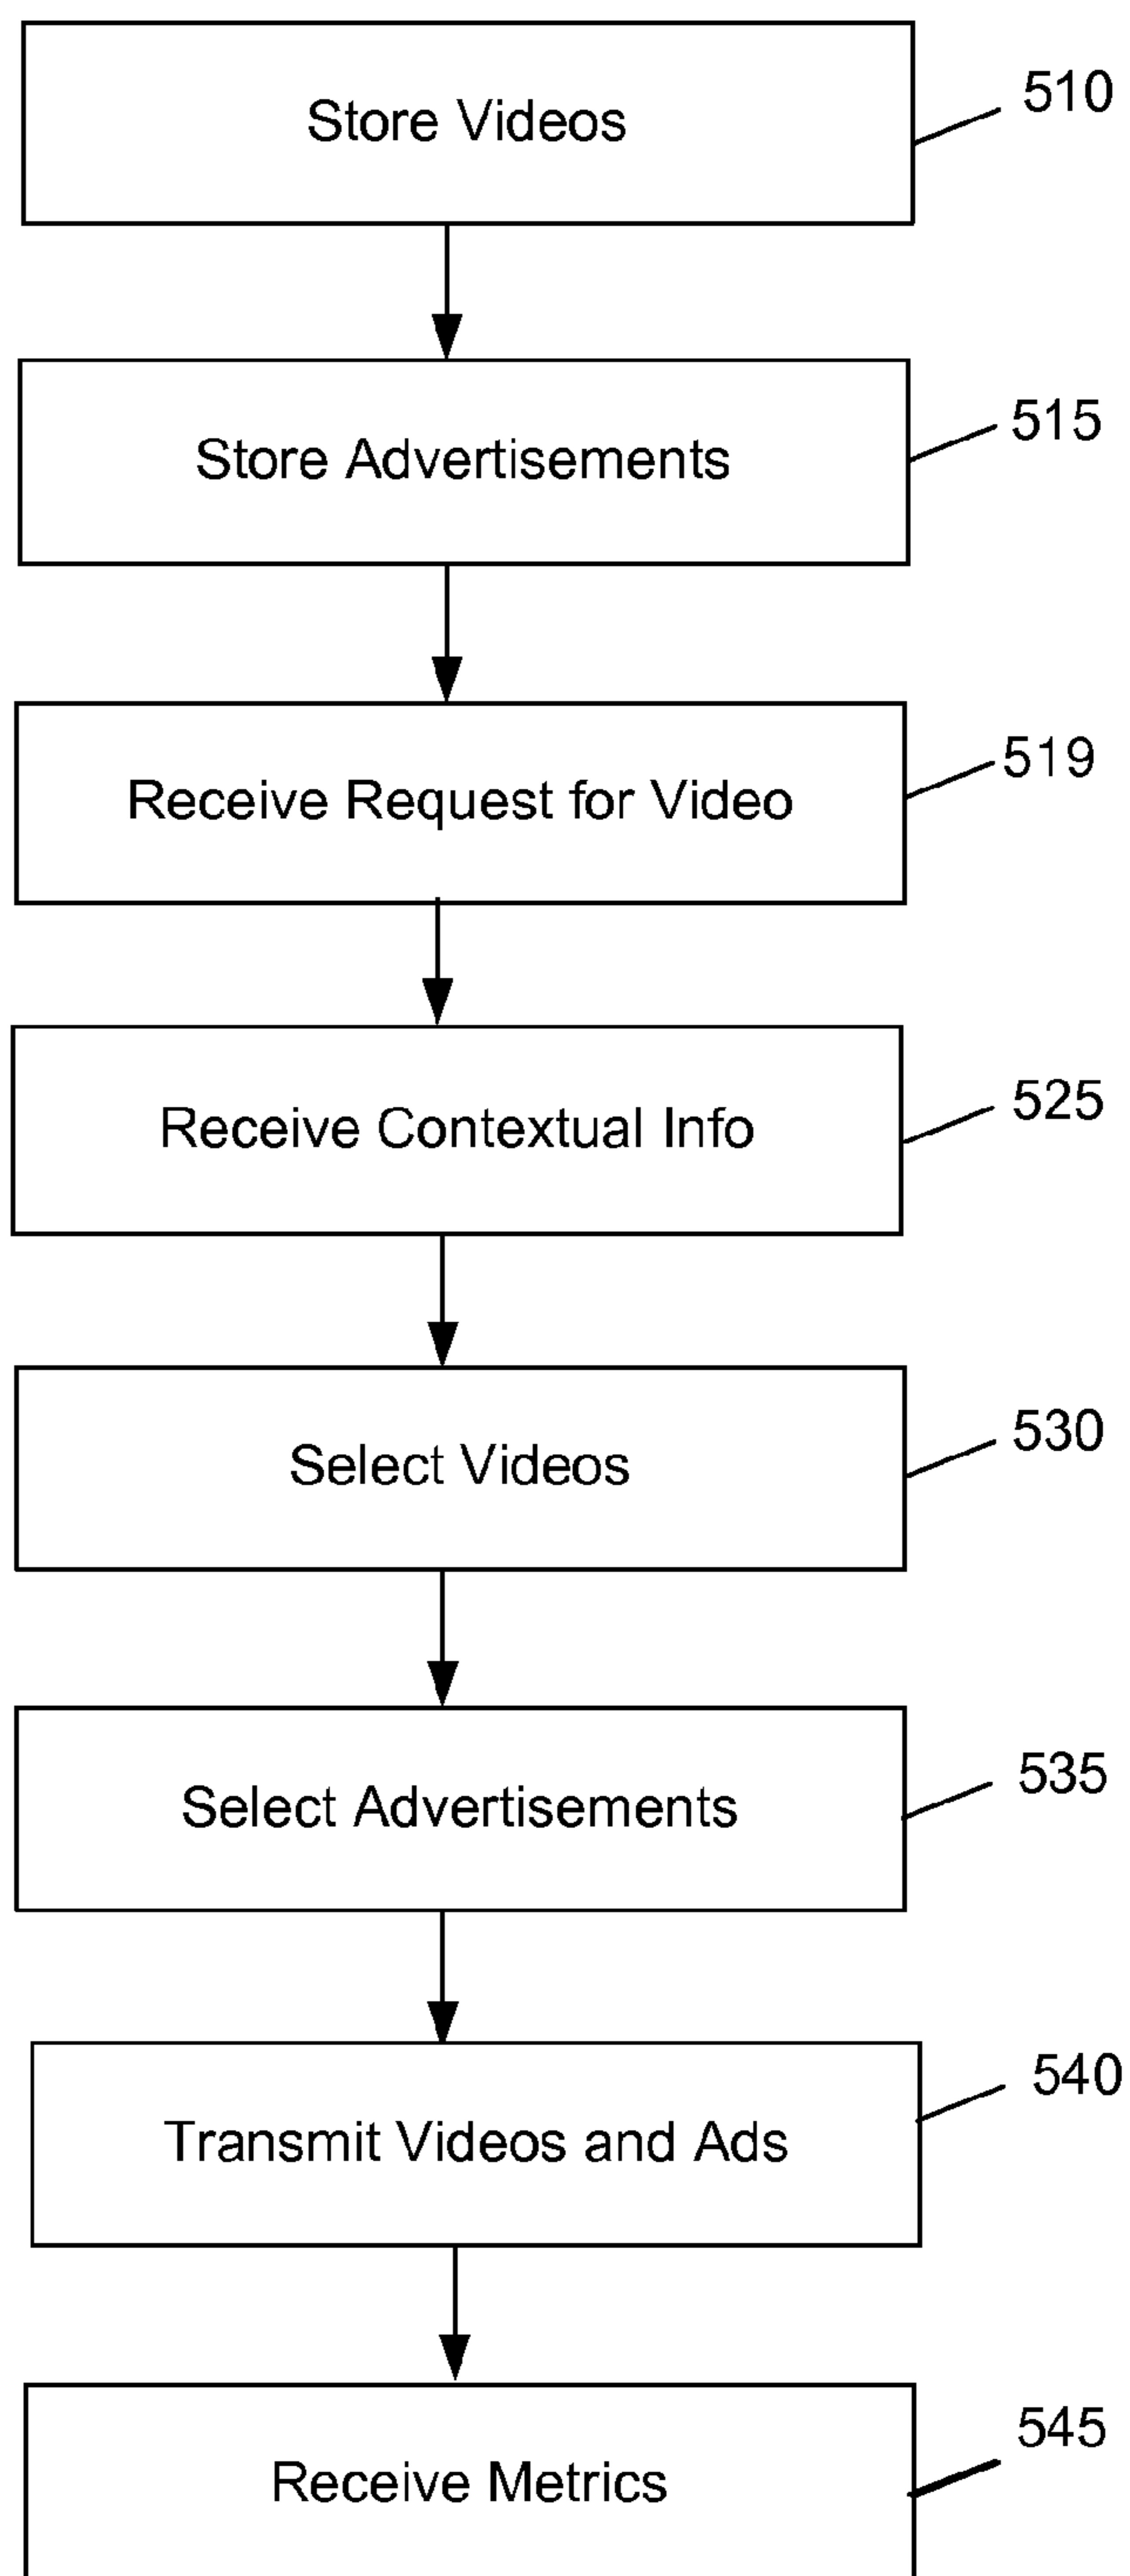 Store Videos
510
Store Advertisements
515
Receive Request for Video
519
Receive Contextual Info
525
Select Videos
530
Select Advertisements
535
Transmit Videos and Ads
540
Receive Metrics
545